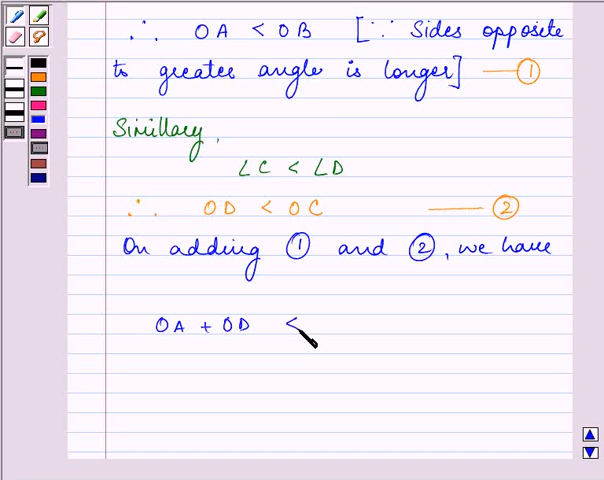 ∴ OA < OB [∵ Sides opposite
to greater angle is longer] —— ①
Simillary,
∠C < ∠D
∴ OD < OC —— ②
On adding ① and ②, we have
OA + OD <